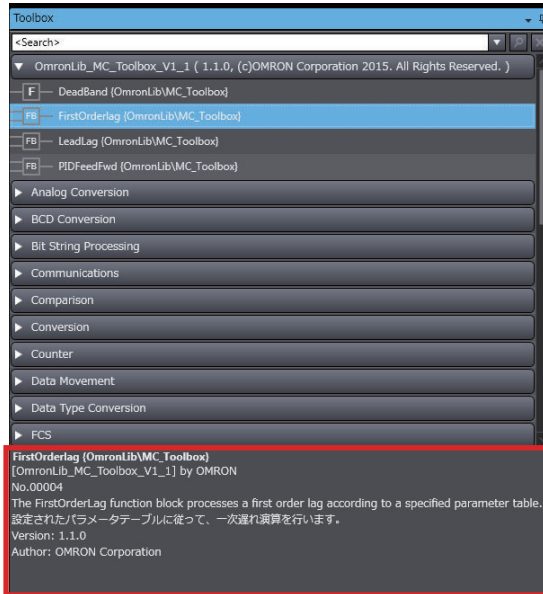 Toolbox
<Search>
OmronLib_MC_Toolbox_V1_1 ( 1.1.0, (c)OMRON Corporation 2015. All Rights Reserved. )
F DeadBand {OmronLib\MC_Toolbox}
FB FirstOrderlag {OmronLib\MC_Toolbox}
FB LeadLag {OmronLib\MC_Toolbox}
FB PIDFeedFwd {OmronLib\MC_Toolbox}
Analog Conversion
BCD Conversion
Bit String Processing
Communications
Comparison
Conversion
Counter
Data Movement
Data Type Conversion
FCS
FirstOrderlag {OmronLib\MC_Toolbox}
[OmronLib_MC_Toolbox_V1_1] by OMRON
No.00004
The FirstOrderLag function block processes a first order lag according to a specified parameter table.
設定されたパラメータテーブルに従って、一次遅れ演算を行います。
Version: 1.1.0
Author: OMRON Corporation